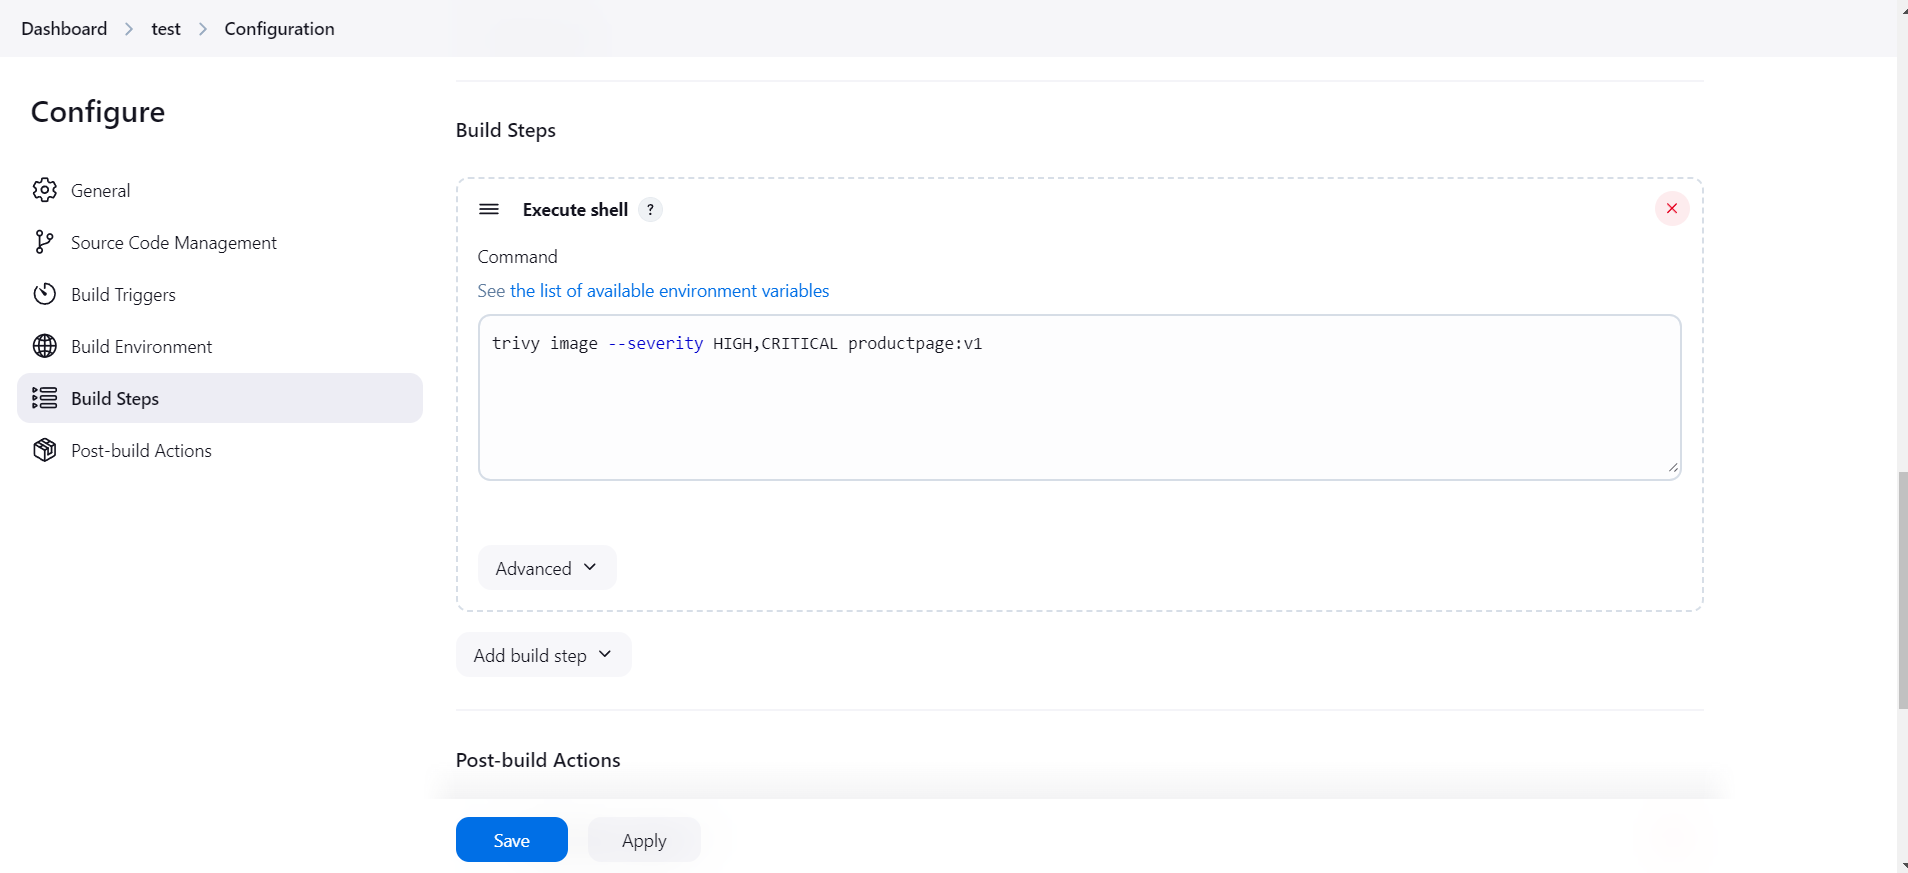 Dashboard > test > Configuration
Configure
General
Source Code Management
Build Triggers
Build Environment
Build Steps
Post-build Actions
Build Steps
Execute shell ?
Command
See the list of available environment variables
trivy image --severity HIGH,CRITICAL productpage:v1
Advanced
Add build step
Post-build Actions
Save Apply